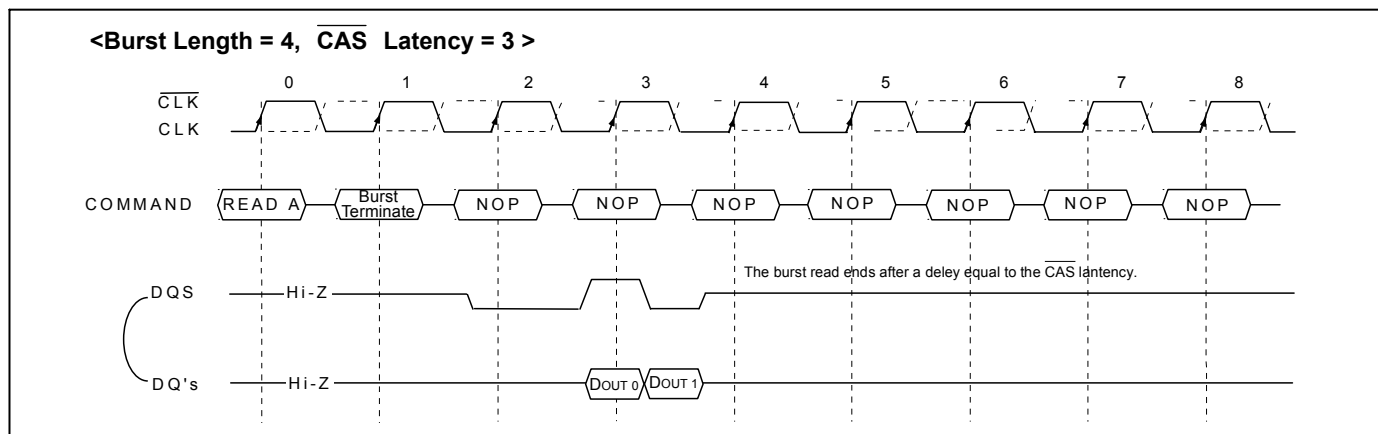 <Burst Length = 4, CAS Latency = 3 >
0 1 2 3 4 5 6 7 8
CLK
CLK
COMMAND READ A Burst Terminate NOP NOP NOP NOP NOP NOP NOP
The burst read ends after a deley equal to the CAS lantency.
DQS Hi-Z
DQ's Hi-Z DOUT 0 DOUT 1